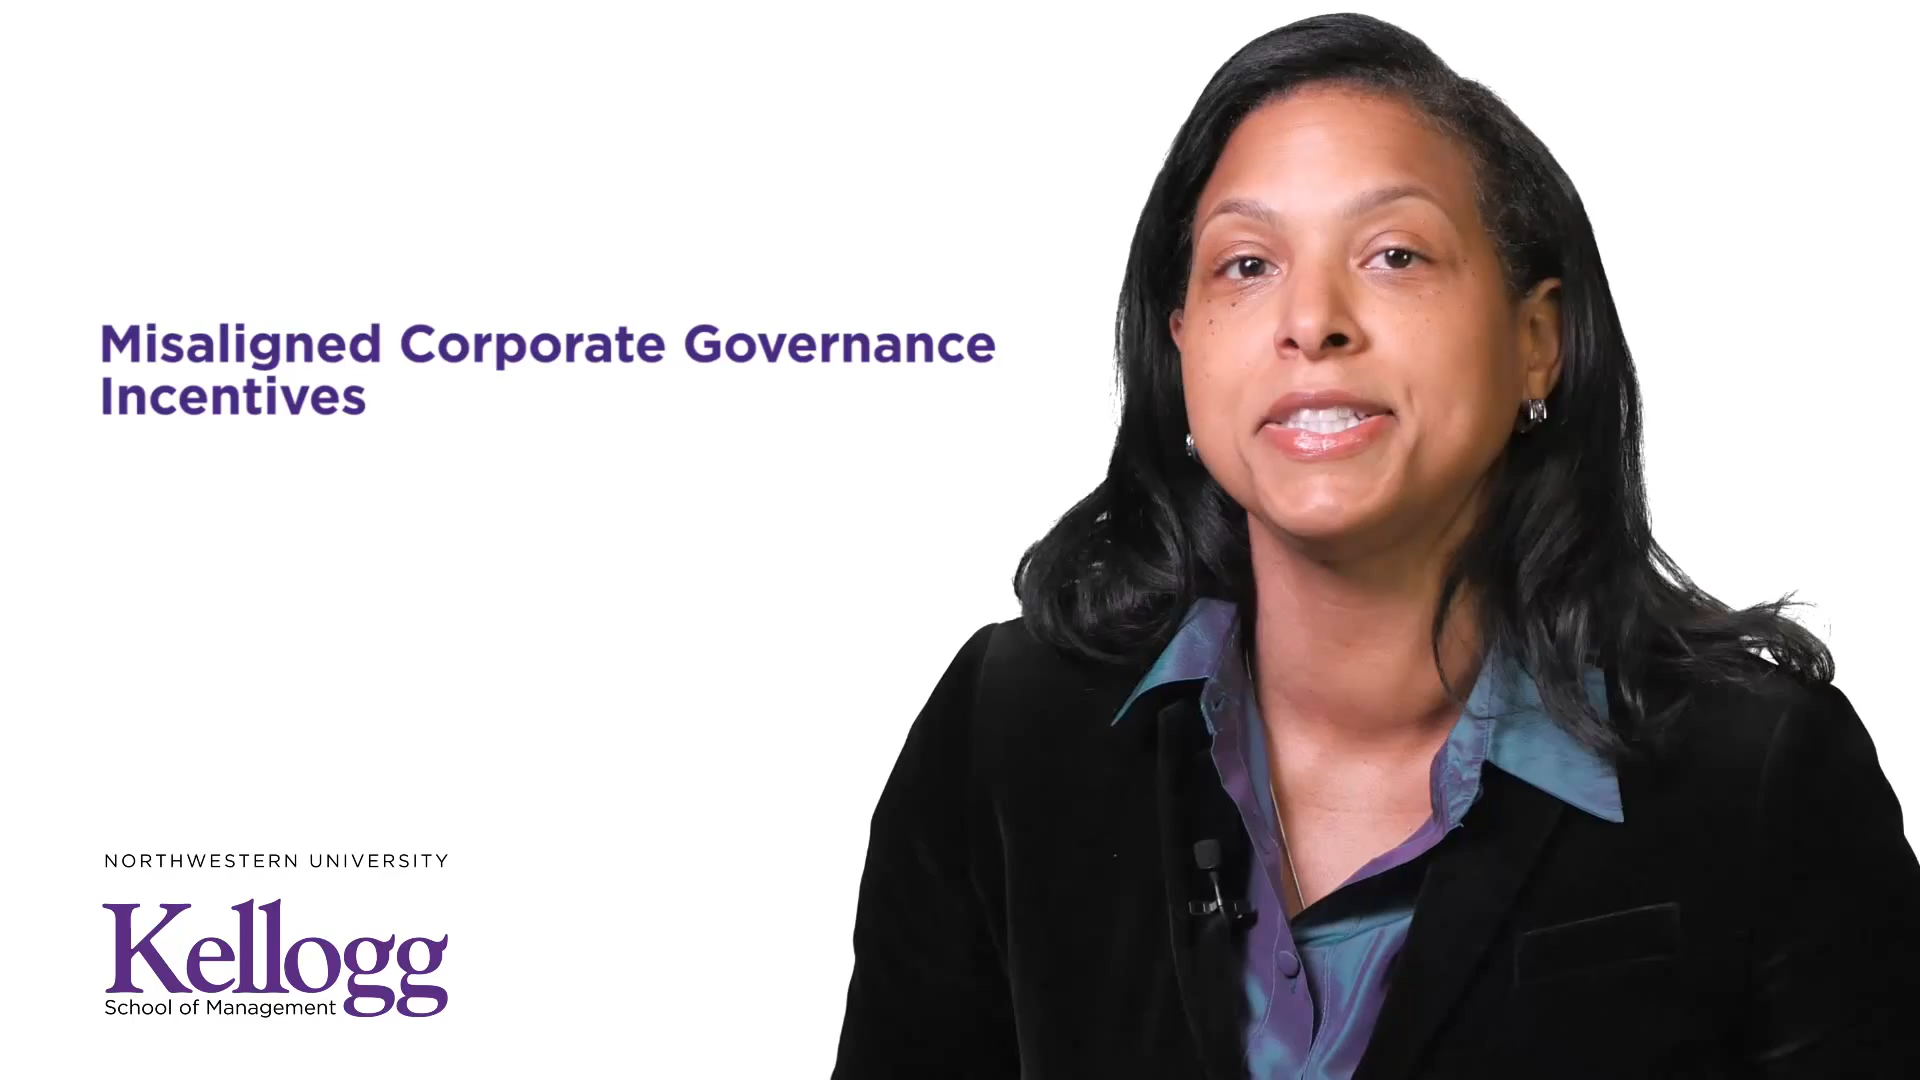 Misaligned Corporate Governance
Incentives
NORTHWESTERN UNIVERSITY
Kellogg
School of Management